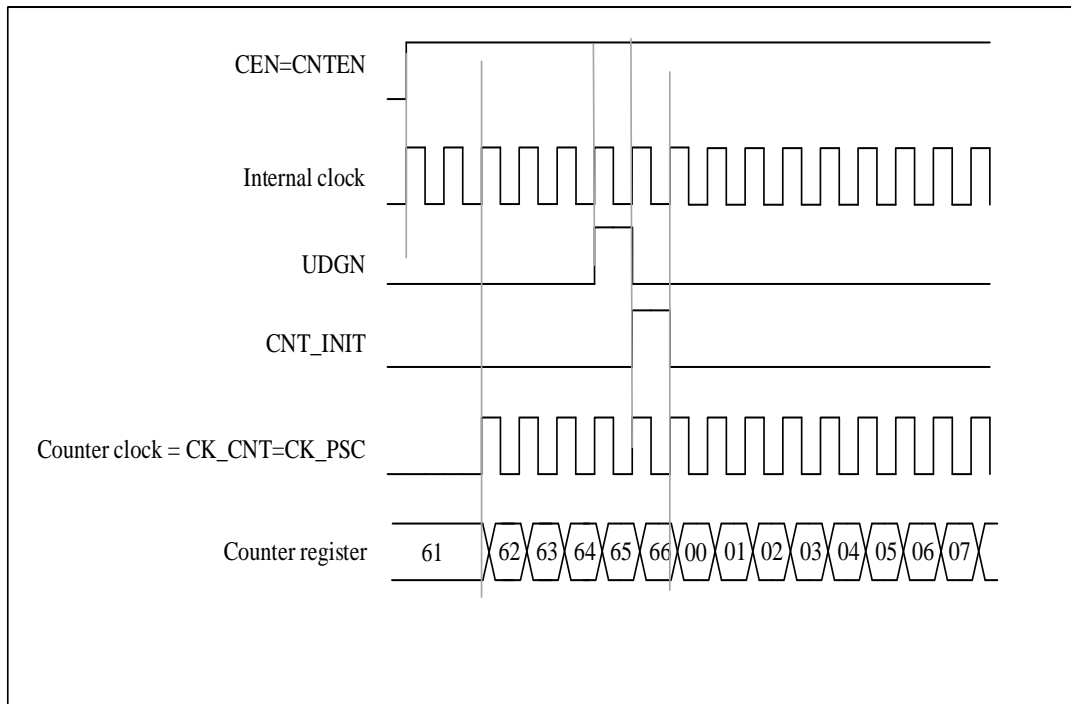 CEN=CNTEN
Internal clock
UDGN
CNT_INIT
Counter clock = CK_CNT=CK_PSC
Counter register 61 62 63 64 65 66 00 01 02 03 04 05 06 07